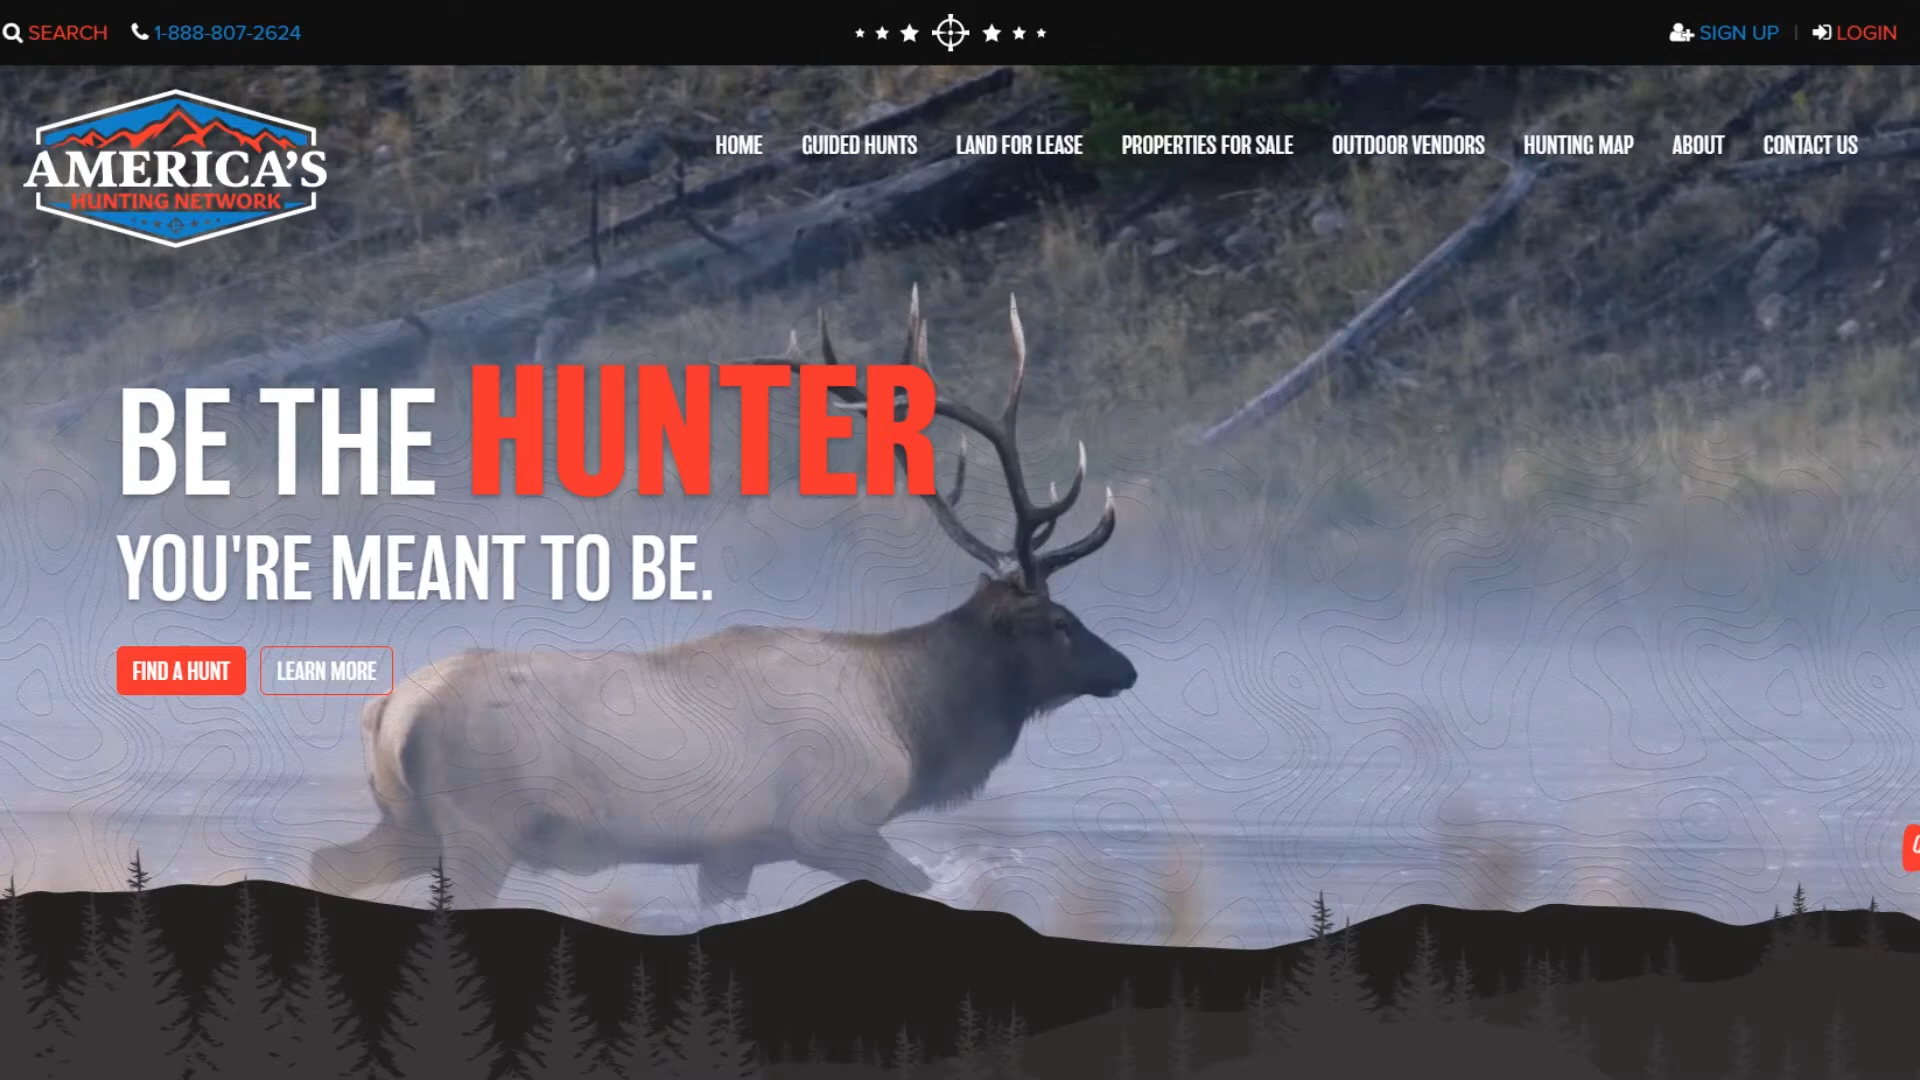 SEARCH 1-888-807-2624 SIGN UP | LOGIN
AMERICA'S
HUNTING NETWORK
HOME GUIDED HUNTS LAND FOR LEASE PROPERTIES FOR SALE OUTDOOR VENDORS HUNTING MAP ABOUT CONTACT US
BE THE HUNTER
YOU'RE MEANT TO BE.
FIND A HUNT LEARN MORE